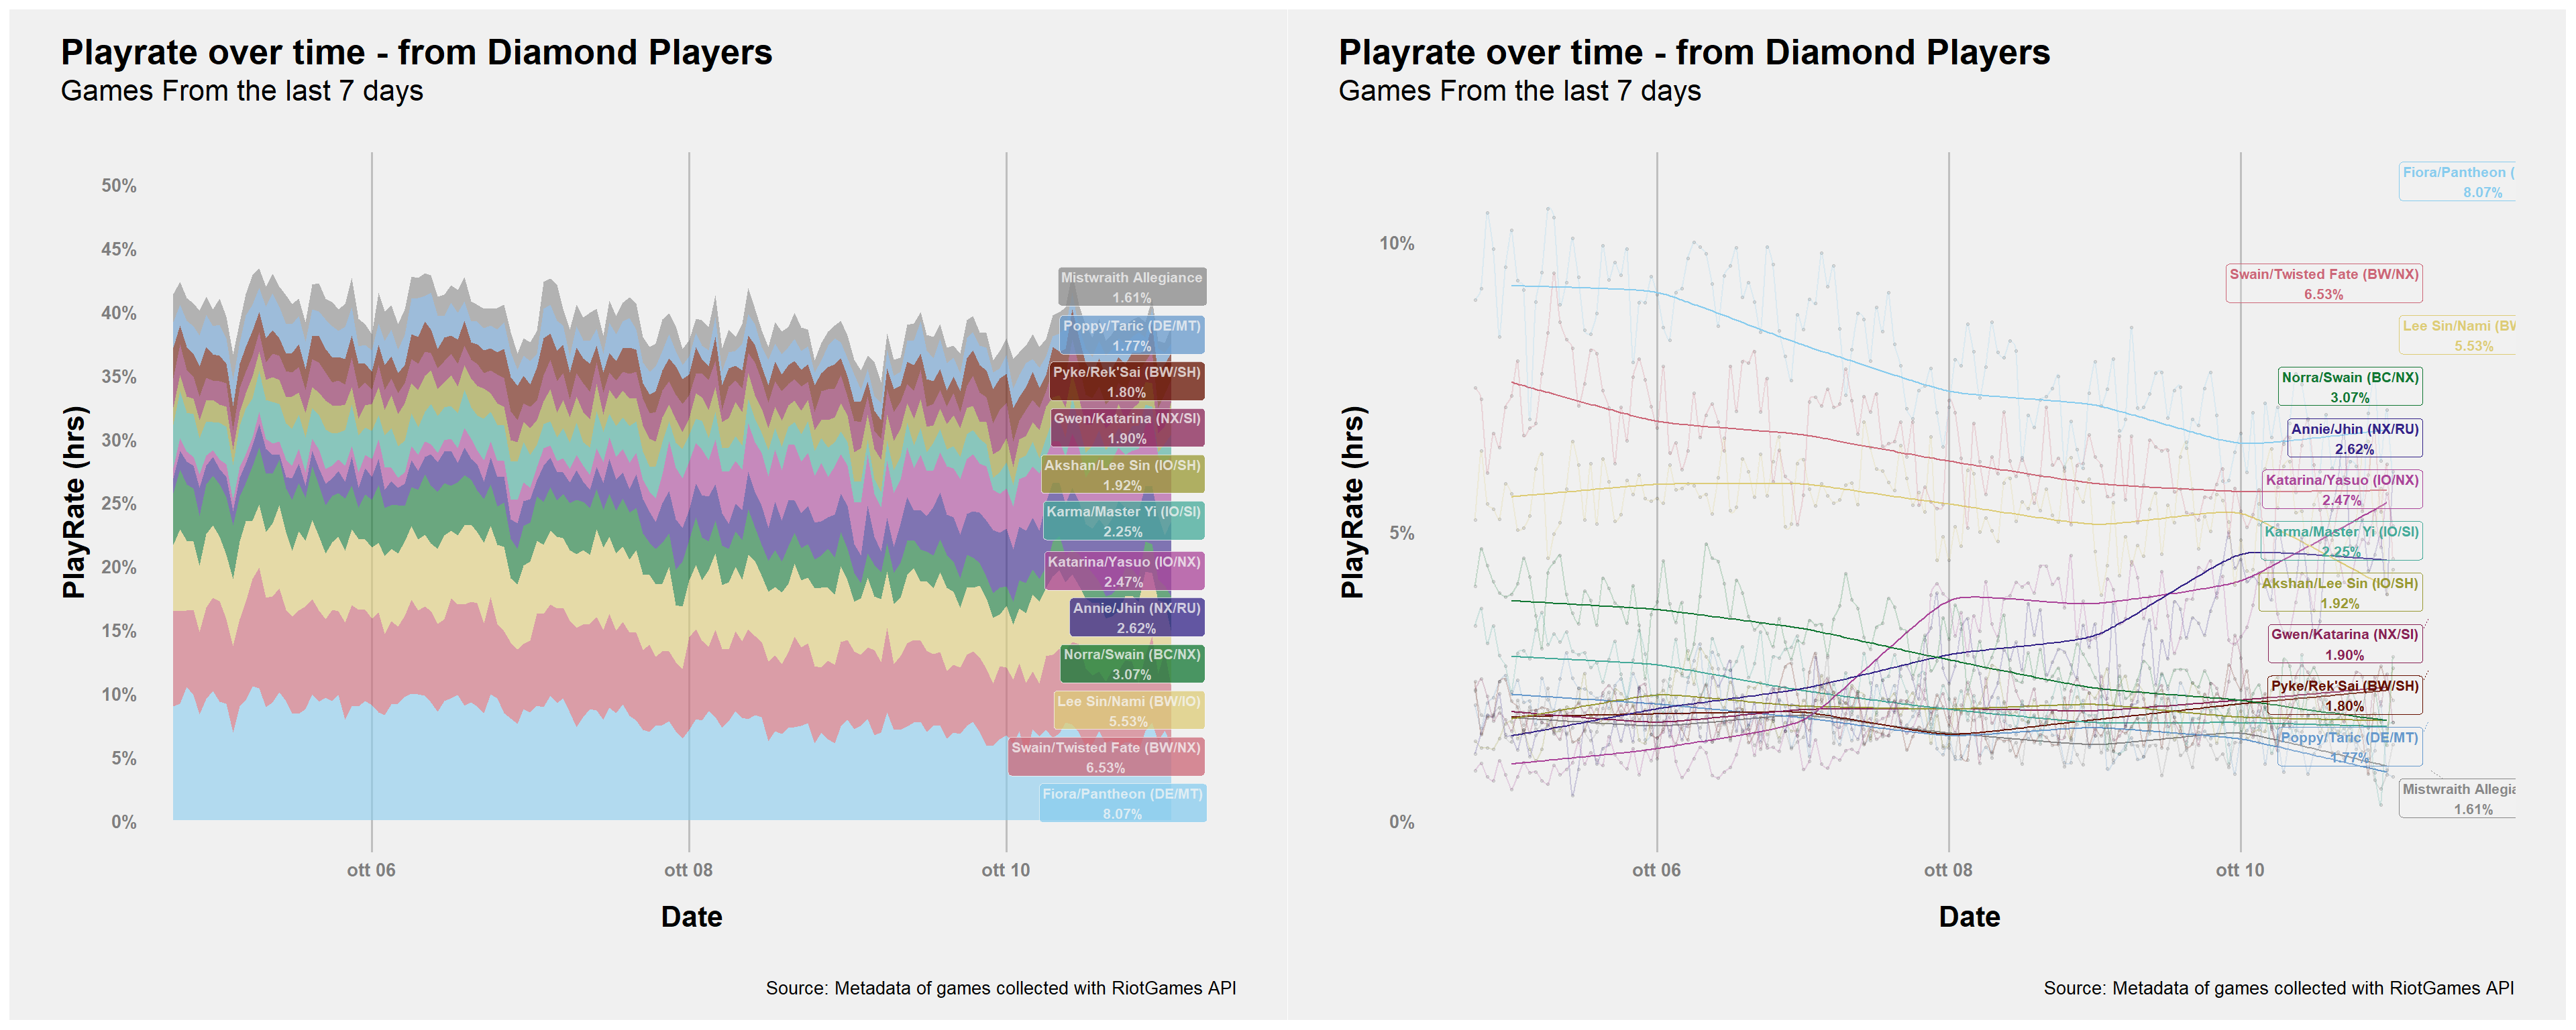 Playrate over time - from Diamond Players
Games From the last 7 days
PlayRate (hrs)
50%
45%
40%
35%
30%
25%
20%
15%
10%
5%
0%
Mistwraith Allegiance
1.61%
Poppy/Taric (DE/MT)
1.77%
Pyke/Rek'Sai (BW/SH)
1.80%
Gwen/Katarina (NX/SI)
1.90%
Akshan/Lee Sin (IO/SH)
1.92%
Karma/Master Yi (IO/SI)
2.25%
Katarina/Yasuo (IO/NX)
2.47%
Annie/Jhin (NX/RU)
2.62%
Norra/Swain (BC/NX)
3.07%
Lee Sin/Nami (BW/IO)
5.53%
Swain/Twisted Fate (BW/NX)
6.53%
Fiora/Pantheon (DE/MT)
8.07%
ott 06
ott 08
ott 10
Date
Source: Metadata of games collected with RiotGames API
Playrate over time - from Diamond Players
Games From the last 7 days
PlayRate (hrs)
10%
5%
0%
Fiora/Pantheon (
8.07%
Swain/Twisted Fate (BW/NX)
6.53%
Lee Sin/Nami (BW
5.53%
Norra/Swain (BC/NX)
3.07%
Annie/Jhin (NX/RU)
2.62%
Katarina/Yasuo (IO/NX)
2.47%
Karma/Master Yi (IO/SI)
2.25%
Akshan/Lee Sin (IO/SH)
1.92%
Gwen/Katarina (NX/SI)
1.90%
Pyke/Rek'Sai (BW/SH)
1.80%
Poppy/Taric (DE/MT)
1.77%
Mistwraith Allegia
1.61%
ott 06
ott 08
ott 10
Date
Source: Metadata of games collected with RiotGames API